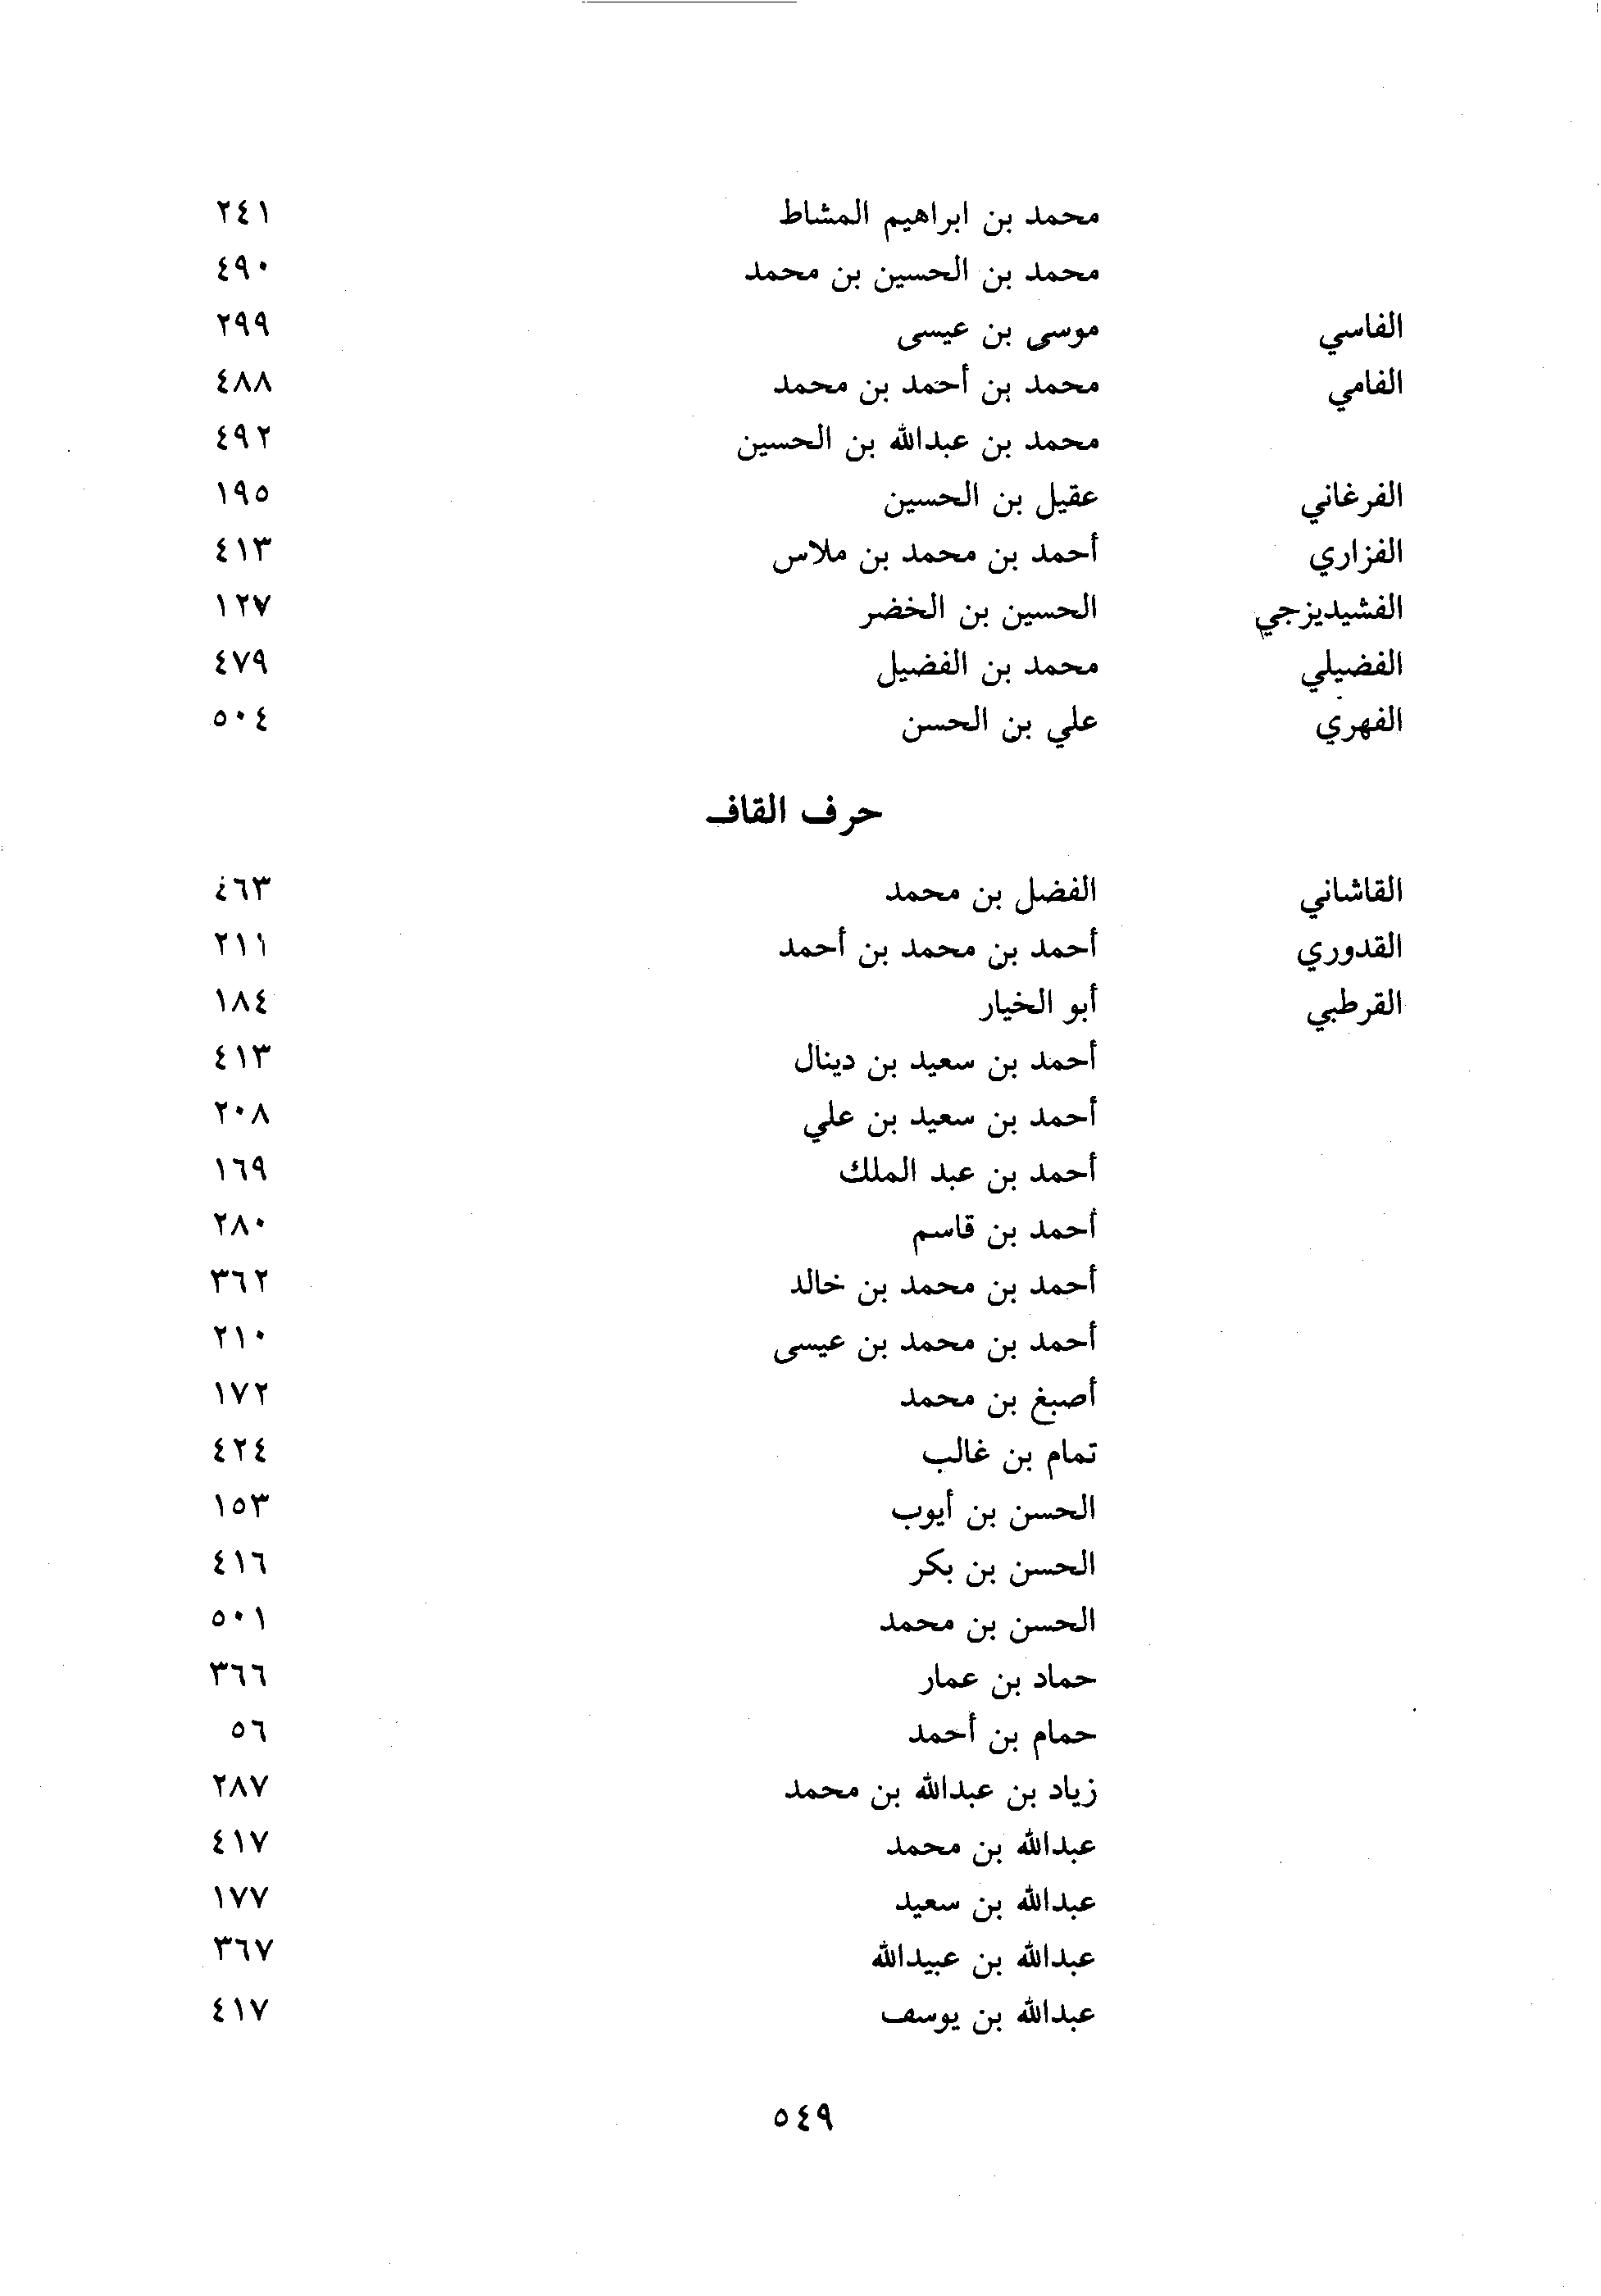 محمد بن ابراهيم المشاط ٢٤١
محمد بن الحسين بن محمد ٤٩٠
الفاسي موسى بن عيسى ٢٩٩
الفامي محمد بن أحمد بن محمد ٤٨٨
محمد بن عبدالله بن الحسين ٤٩٢
الفرغاني عقيل بن الحسين ١٩٥
الفزاري أحمد بن محمد بن ملاس ٤١٣
الفشيديزجي الحسين بن الخضر ١٢٧
الفضيلي محمد بن الفضيل ٤٧٩
الفهري علي بن الحسن ٥٠٤
حرف القاف
القاشاني الفضل بن محمد ٤٦٣
القدوري أحمد بن محمد بن أحمد ٢١١
القرطبي أبو الخيار ١٨٤
أحمد بن سعيد بن دينال ٤١٣
أحمد بن سعيد بن علي ٢٠٨
أحمد بن عبد الملك ١٦٩
أحمد بن قاسم ٢٨٠
أحمد بن محمد بن خالد ٣٦٢
أحمد بن محمد بن عيسى ٢١٠
أصبغ بن محمد ١٧٢
تمام بن غالب ٤٢٤
الحسن بن أيوب ١٥٣
الحسن بن بكر ٤١٦
الحسن بن محمد ٥٠١
حماد بن عمار ٣٦٦
حمام بن أحمد ٥٦
زياد بن عبدالله بن محمد ٢٨٧
عبدالله بن محمد ٤١٧
عبدالله بن سعيد ١٧٧
عبدالله بن عبيدالله ٣٦٧
عبدالله بن يوسف ٤١٧
٥٤٩